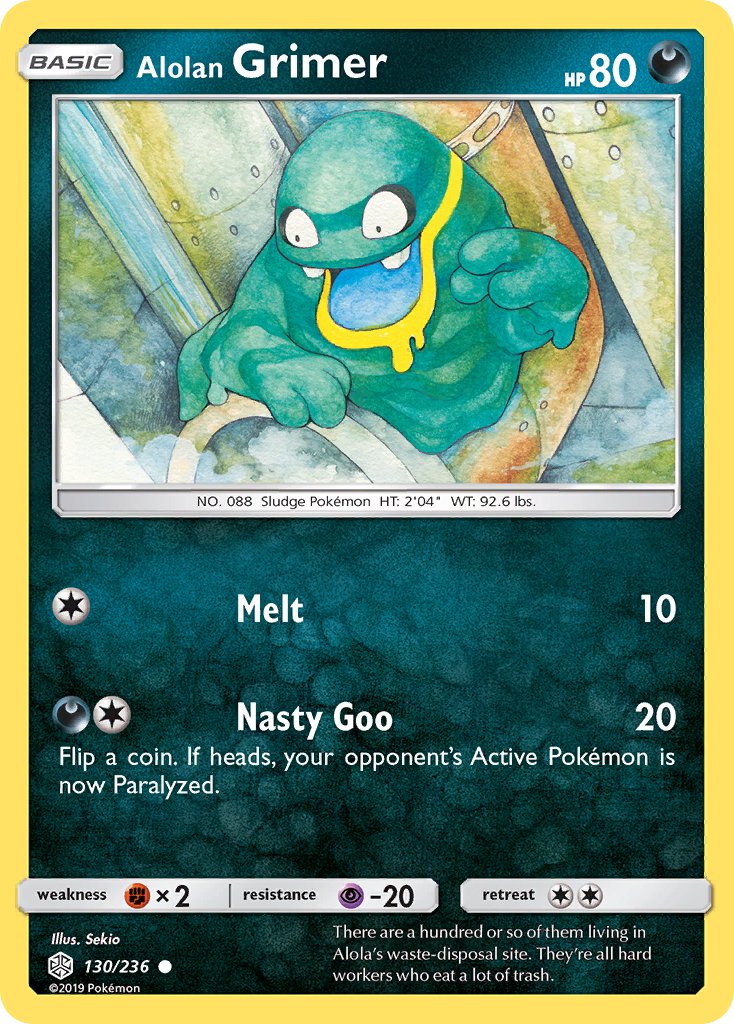 BASIC Alolan Grimer HP 80
NO. 088 Sludge Pokémon HT: 2'04" WT: 92.6 lbs.
Melt 10
Nasty Goo 20
Flip a coin. If heads, your opponent's Active Pokémon is
now Paralyzed.
weakness × 2 resistance -20 retreat
Illus. Sekio
130/236
©2019 Pokémon
There are a hundred or so of them living in
Alola's waste-disposal site. They're all hard
workers who eat a lot of trash.